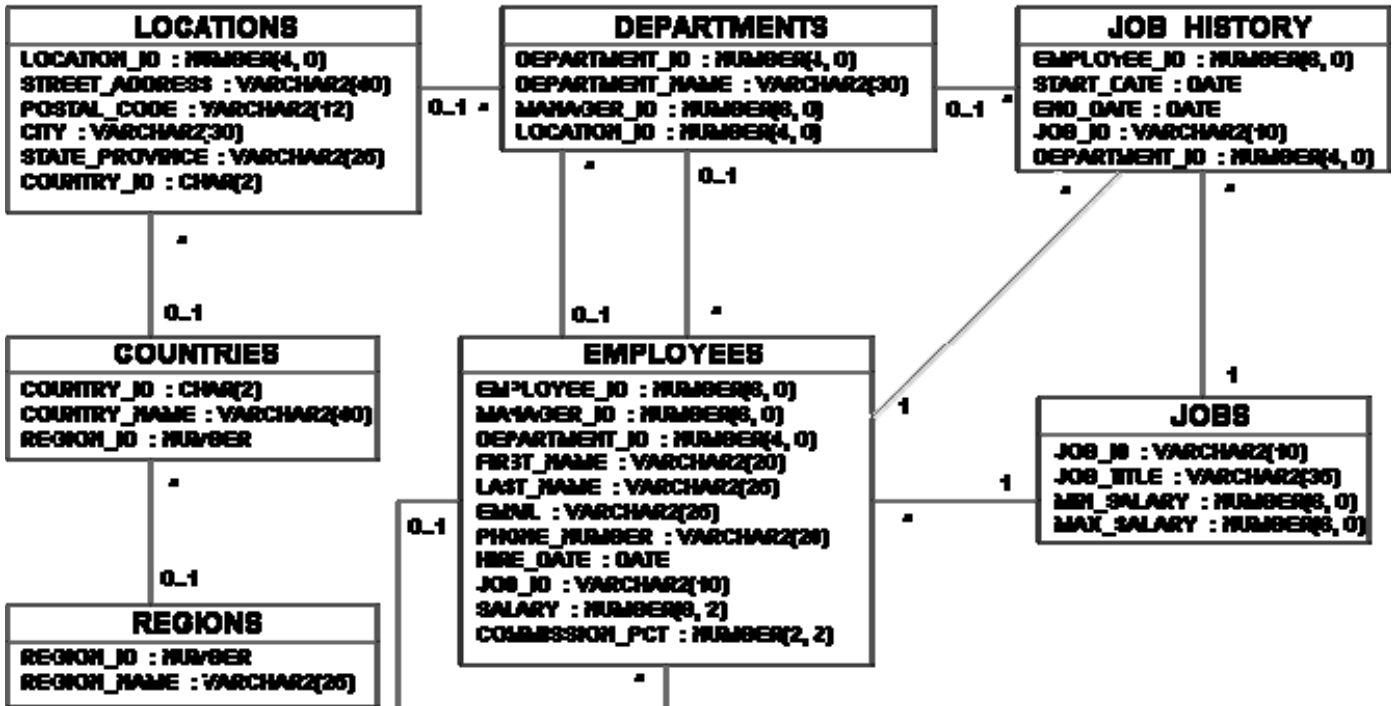 LOCATIONS
LOCATION_ID : NUMBER(4, 0)
STREET_ADDRESS : VARCHAR2(40)
POSTAL_CODE : VARCHAR2(12)
CITY : VARCHAR2(30)
STATE_PROVINCE : VARCHAR2(25)
COUNTRY_ID : CHAR(2)
0..1
*
DEPARTMENTS
DEPARTMENT_ID : NUMBER(4, 0)
DEPARTMENT_NAME : VARCHAR2(30)
MANAGER_ID : NUMBER(6, 0)
LOCATION_ID : NUMBER(4, 0)
0..1
*
JOB HISTORY
EMPLOYEE_ID : NUMBER(6, 0)
START_DATE : DATE
END_DATE : DATE
JOB_ID : VARCHAR2(10)
DEPARTMENT_ID : NUMBER(4, 0)
*
0..1
*
0..1
*
0..1
*
*
1
1
COUNTRIES
COUNTRY_ID : CHAR(2)
COUNTRY_NAME : VARCHAR2(40)
REGION_ID : NUMBER
*
0..1
EMPLOYEES
EMPLOYEE_ID : NUMBER(6, 0)
MANAGER_ID : NUMBER(6, 0)
DEPARTMENT_ID : NUMBER(4, 0)
FIRST_NAME : VARCHAR2(20)
LAST_NAME : VARCHAR2(25)
EMAIL : VARCHAR2(25)
PHONE_NUMBER : VARCHAR2(20)
HIRE_DATE : DATE
JOB_ID : VARCHAR2(10)
SALARY : NUMBER(8, 2)
COMMISSION_PCT : NUMBER(2, 2)
0..1
*
1
*
JOBS
JOB_ID : VARCHAR2(10)
JOB_TITLE : VARCHAR2(35)
MIN_SALARY : NUMBER(6, 0)
MAX_SALARY : NUMBER(6, 0)
REGIONS
REGION_ID : NUMBER
REGION_NAME : VARCHAR2(25)